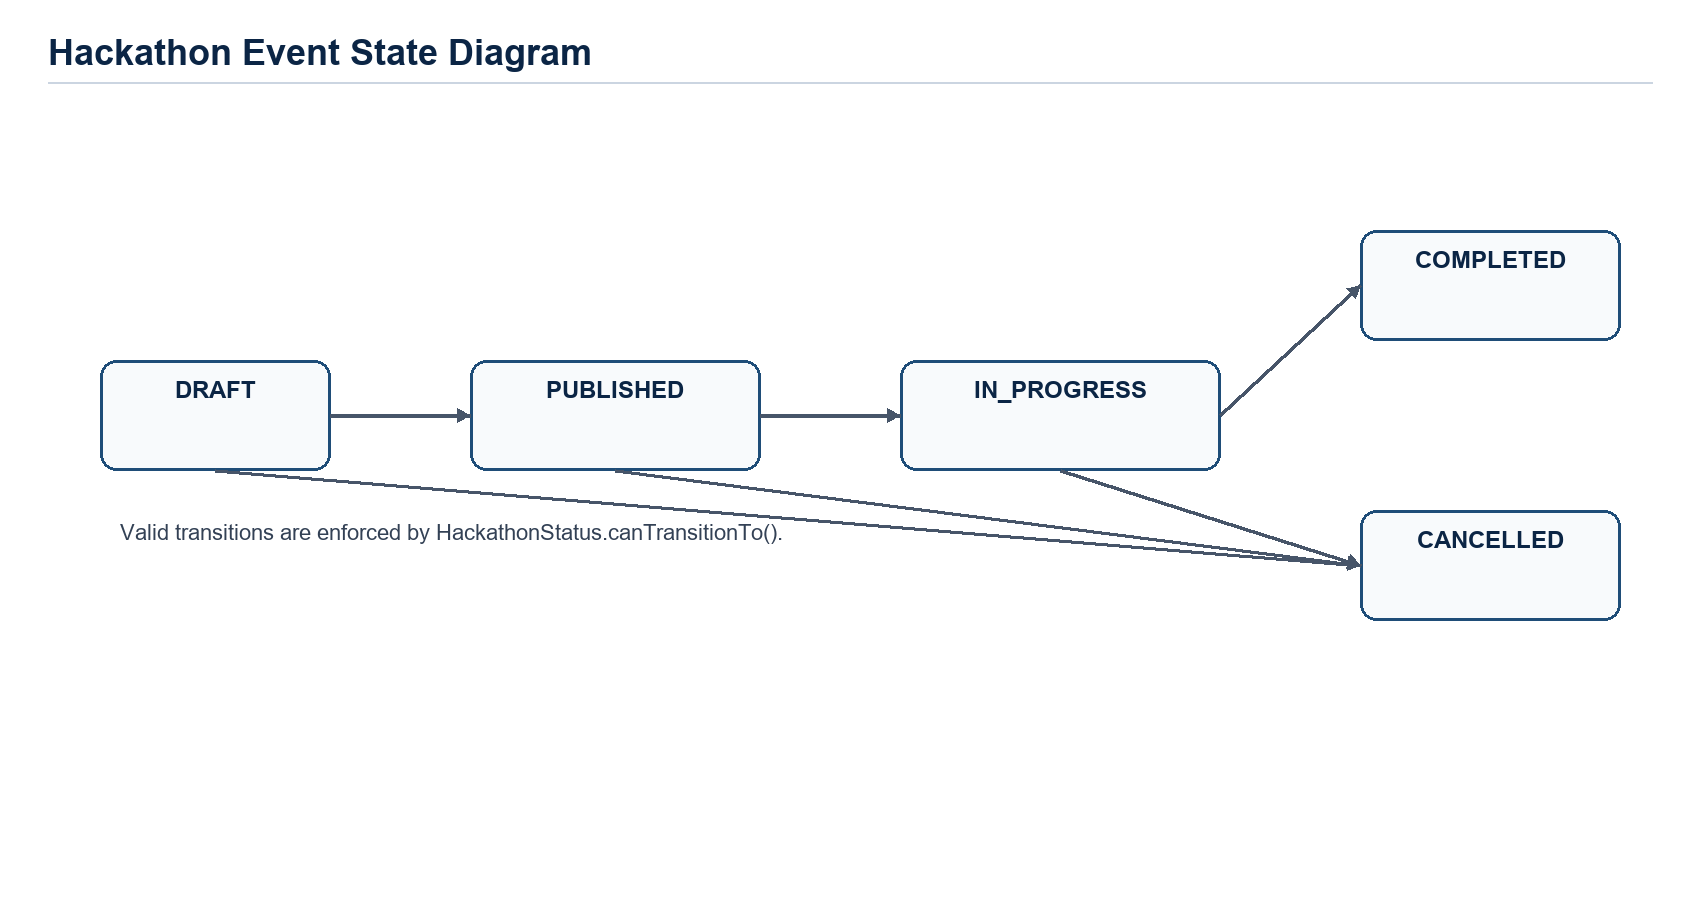 Hackathon Event State Diagram
COMPLETED
DRAFT
PUBLISHED
IN_PROGRESS
Valid transitions are enforced by HackathonStatus.canTransitionTo().
CANCELLED